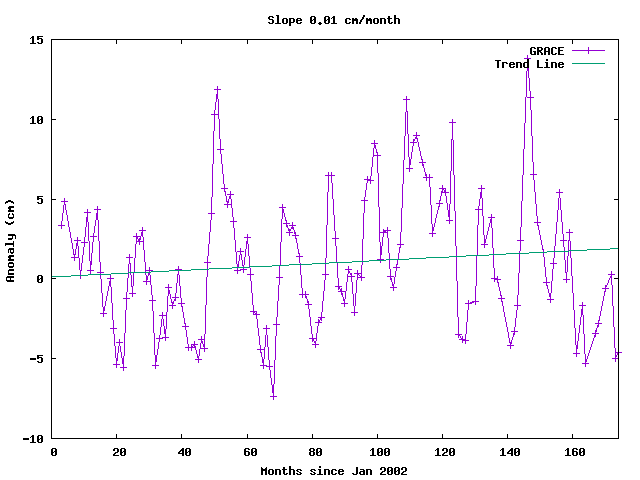 Slope 0.01 cm/month
15
GRACE
Trend Line
10
5
0
-5
-10
Anomaly (cm)
0 20 40 60 80 100 120 140 160
Months since Jan 2002